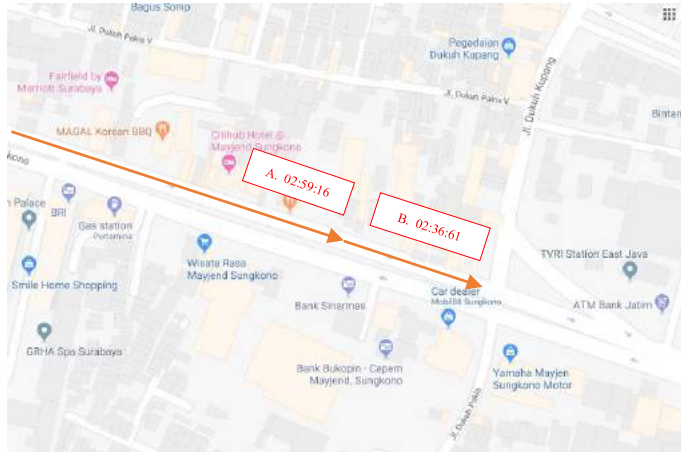 Bagus Sonip
Jl. Dukuh Pakis V
Pegadaian
Dukuh Kupang
Fairfield by
Marriott Surabaya
Jl. Dukuh Pakis V
Jl. Dukuh Kupang
Bintan
MAGAL Korean BBQ
Citihub Hotel @
Mayjend Sungkono
kono
A. 02:59:16
B. 02:36:61
Palace
BRI
Gas station
Pertamina
Wisata Rasa
Mayjend Sungkono
TVRI Station East Java
Smile Home Shopping
Bank Sinarmas
Car dealer
Mobil88 Sungkono
ATM Bank Jatim
GRHA Spa Surabaya
Bank Bukopin - Capem
Mayjend. Sungkono
Yamaha Mayjen
Sungkono Motor
Jl. Dukuh Pakis